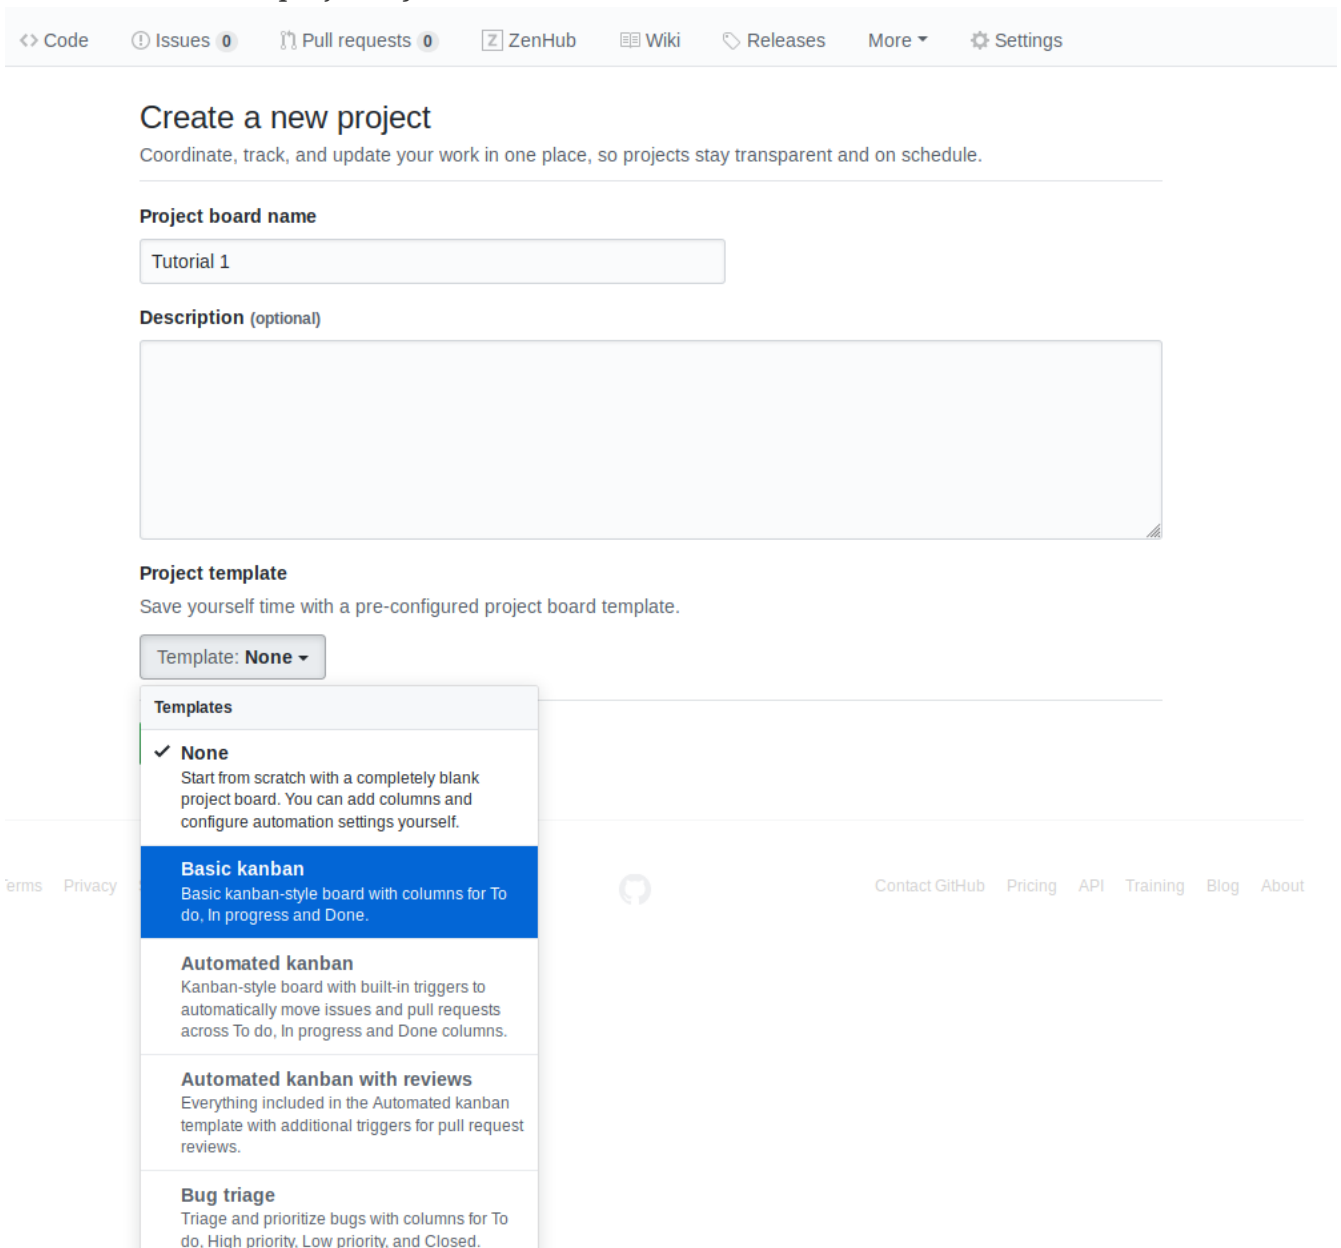 Code Issues 0 Pull requests 0 Z ZenHub Wiki Releases More Settings
Create a new project
Coordinate, track, and update your work in one place, so projects stay transparent and on schedule.
Project board name
Tutorial 1
Description (optional)
Project template
Save yourself time with a pre-configured project board template.
Template: None
Templates
None
Start from scratch with a completely blank
project board. You can add columns and
configure automation settings yourself.
Basic kanban
Basic kanban-style board with columns for To
do, In progress and Done.
Privacy Contact GitHub Pricing API Training Blog About
Automated kanban
Kanban-style board with built-in triggers to
automatically move issues and pull requests
across To do, In progress and Done columns.
Automated kanban with reviews
Everything included in the Automated kanban
template with additional triggers for pull request
reviews.
Bug triage
Triage and prioritize bugs with columns for To
do, High priority, Low priority, and Closed.